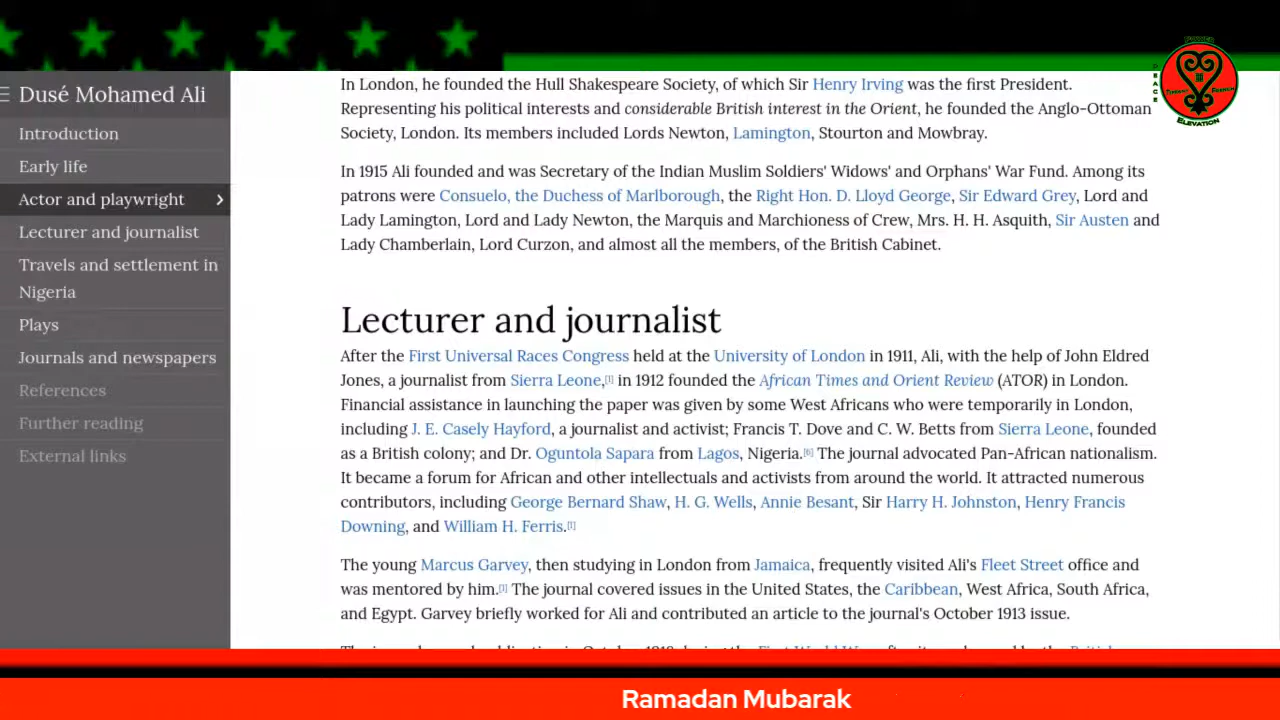 Dusé Mohamed Ali
Introduction
Early life
Actor and playwright
Lecturer and journalist
Travels and settlement in
Nigeria
Plays
Journals and newspapers
References
Further reading
External links
In London, he founded the Hull Shakespeare Society, of which Sir Henry Irving was the first President.
Representing his political interests and considerable British interest in the Orient, he founded the Anglo-Ottoman
Society, London. Its members included Lords Newton, Lamington, Stourton and Mowbray.
In 1915 Ali founded and was Secretary of the Indian Muslim Soldiers' Widows' and Orphans' War Fund. Among its
patrons were Consuelo, the Duchess of Marlborough, the Right Hon. D. Lloyd George, Sir Edward Grey, Lord and
Lady Lamington, Lord and Lady Newton, the Marquis and Marchioness of Crew, Mrs. H. H. Asquith, Sir Austen and
Lady Chamberlain, Lord Curzon, and almost all the members, of the British Cabinet.
Lecturer and journalist
After the First Universal Races Congress held at the University of London in 1911, Ali, with the help of John Eldred
Jones, a journalist from Sierra Leone,[1] in 1912 founded the African Times and Orient Review (ATOR) in London.
Financial assistance in launching the paper was given by some West Africans who were temporarily in London,
including J. E. Casely Hayford, a journalist and activist; Francis T. Dove and C. W. Betts from Sierra Leone, founded
as a British colony; and Dr. Oguntola Sapara from Lagos, Nigeria.[6] The journal advocated Pan-African nationalism.
It became a forum for African and other intellectuals and activists from around the world. It attracted numerous
contributors, including George Bernard Shaw, H. G. Wells, Annie Besant, Sir Harry H. Johnston, Henry Francis
Downing, and William H. Ferris.[1]
The young Marcus Garvey, then studying in London from Jamaica, frequently visited Ali's Fleet Street office and
was mentored by him.[1] The journal covered issues in the United States, the Caribbean, West Africa, South Africa,
and Egypt. Garvey briefly worked for Ali and contributed an article to the journal's October 1913 issue.
POWER
PEACE
ELEVATION
Ramadan Mubarak